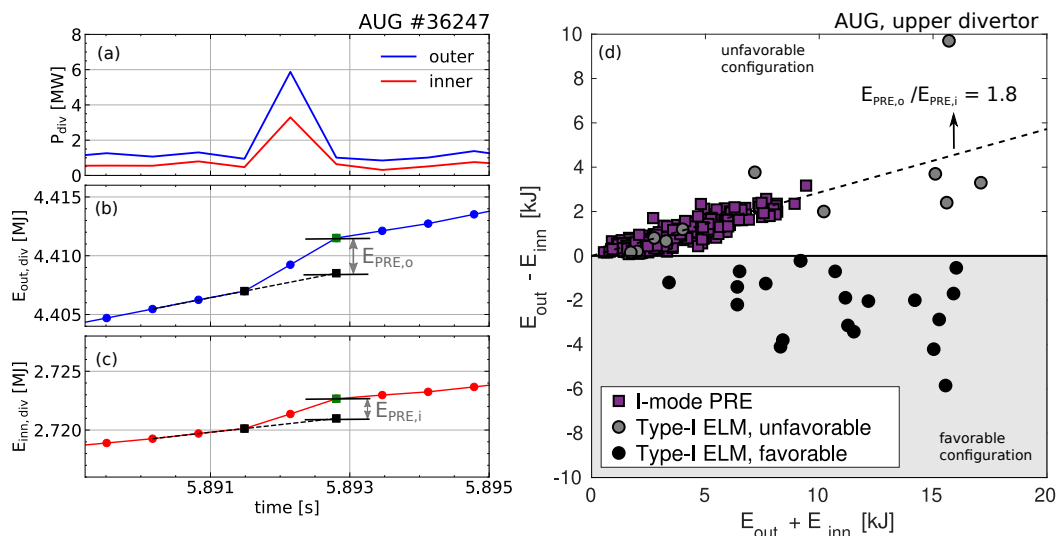 AUG #36247
(a)
outer
inner
P_div [MW]
8
6
4
2
0
(b)
E_out, div [MJ]
4.415
4.410
4.405
E_PRE,o
(c)
E_inn, div [MJ]
2.725
2.720
E_PRE,i
5.891
5.893
5.895
time [s]
AUG, upper divertor
(d)
unfavorable
configuration
E_PRE,o /E_PRE,i = 1.8
E_out - E_inn [kJ]
10
8
6
4
2
0
-2
-4
-6
-8
-10
I-mode PRE
Type-I ELM, unfavorable
Type-I ELM, favorable
favorable
configuration
0
5
10
15
20
E_out + E_inn [kJ]